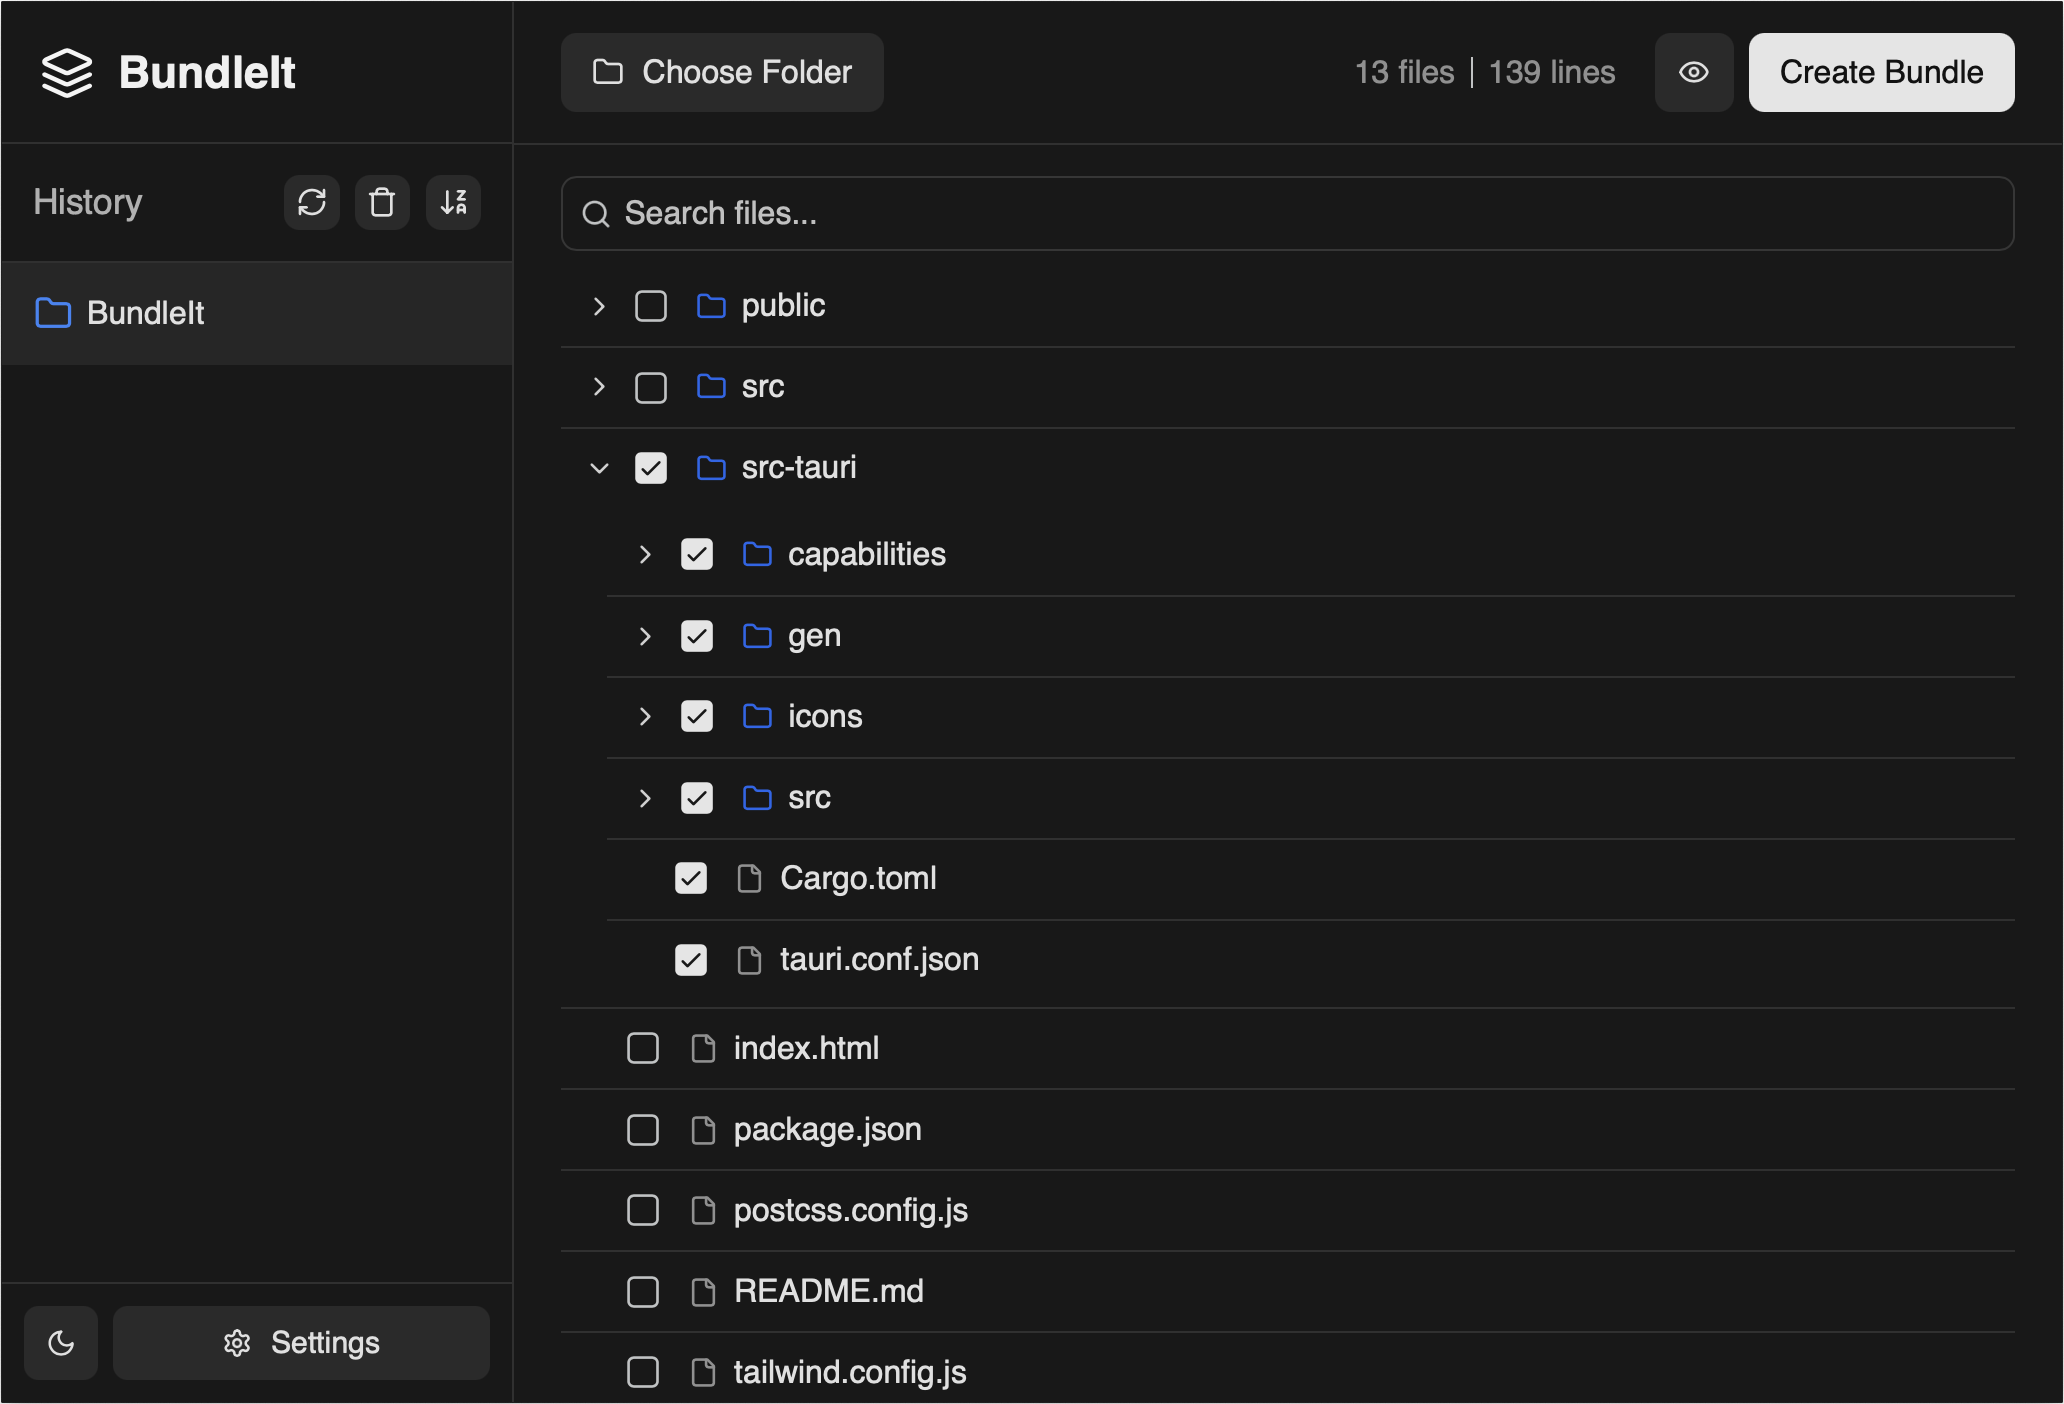 BundleIt
Choose Folder
13 files | 139 lines
Create Bundle
History
Search files...
BundleIt
public
src
src-tauri
capabilities
gen
icons
src
Cargo.toml
tauri.conf.json
index.html
package.json
postcss.config.js
README.md
tailwind.config.js
Settings